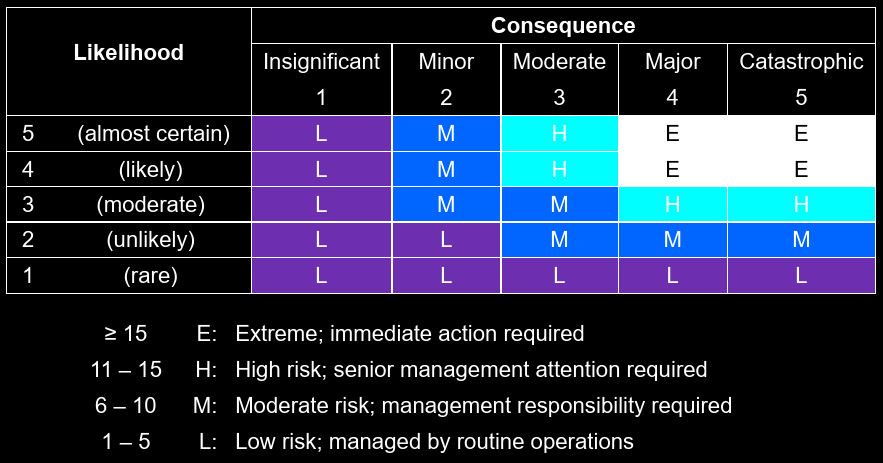 Likelihood Consequence
Insignificant Minor Moderate Major Catastrophic
1 2 3 4 5
5 (almost certain) L M H E E
4 (likely) L M H E E
3 (moderate) L M M H H
2 (unlikely) L L M M M
1 (rare) L L L L L
≥ 15 E: Extreme; immediate action required
11 – 15 H: High risk; senior management attention required
6 – 10 M: Moderate risk; management responsibility required
1 – 5 L: Low risk; managed by routine operations